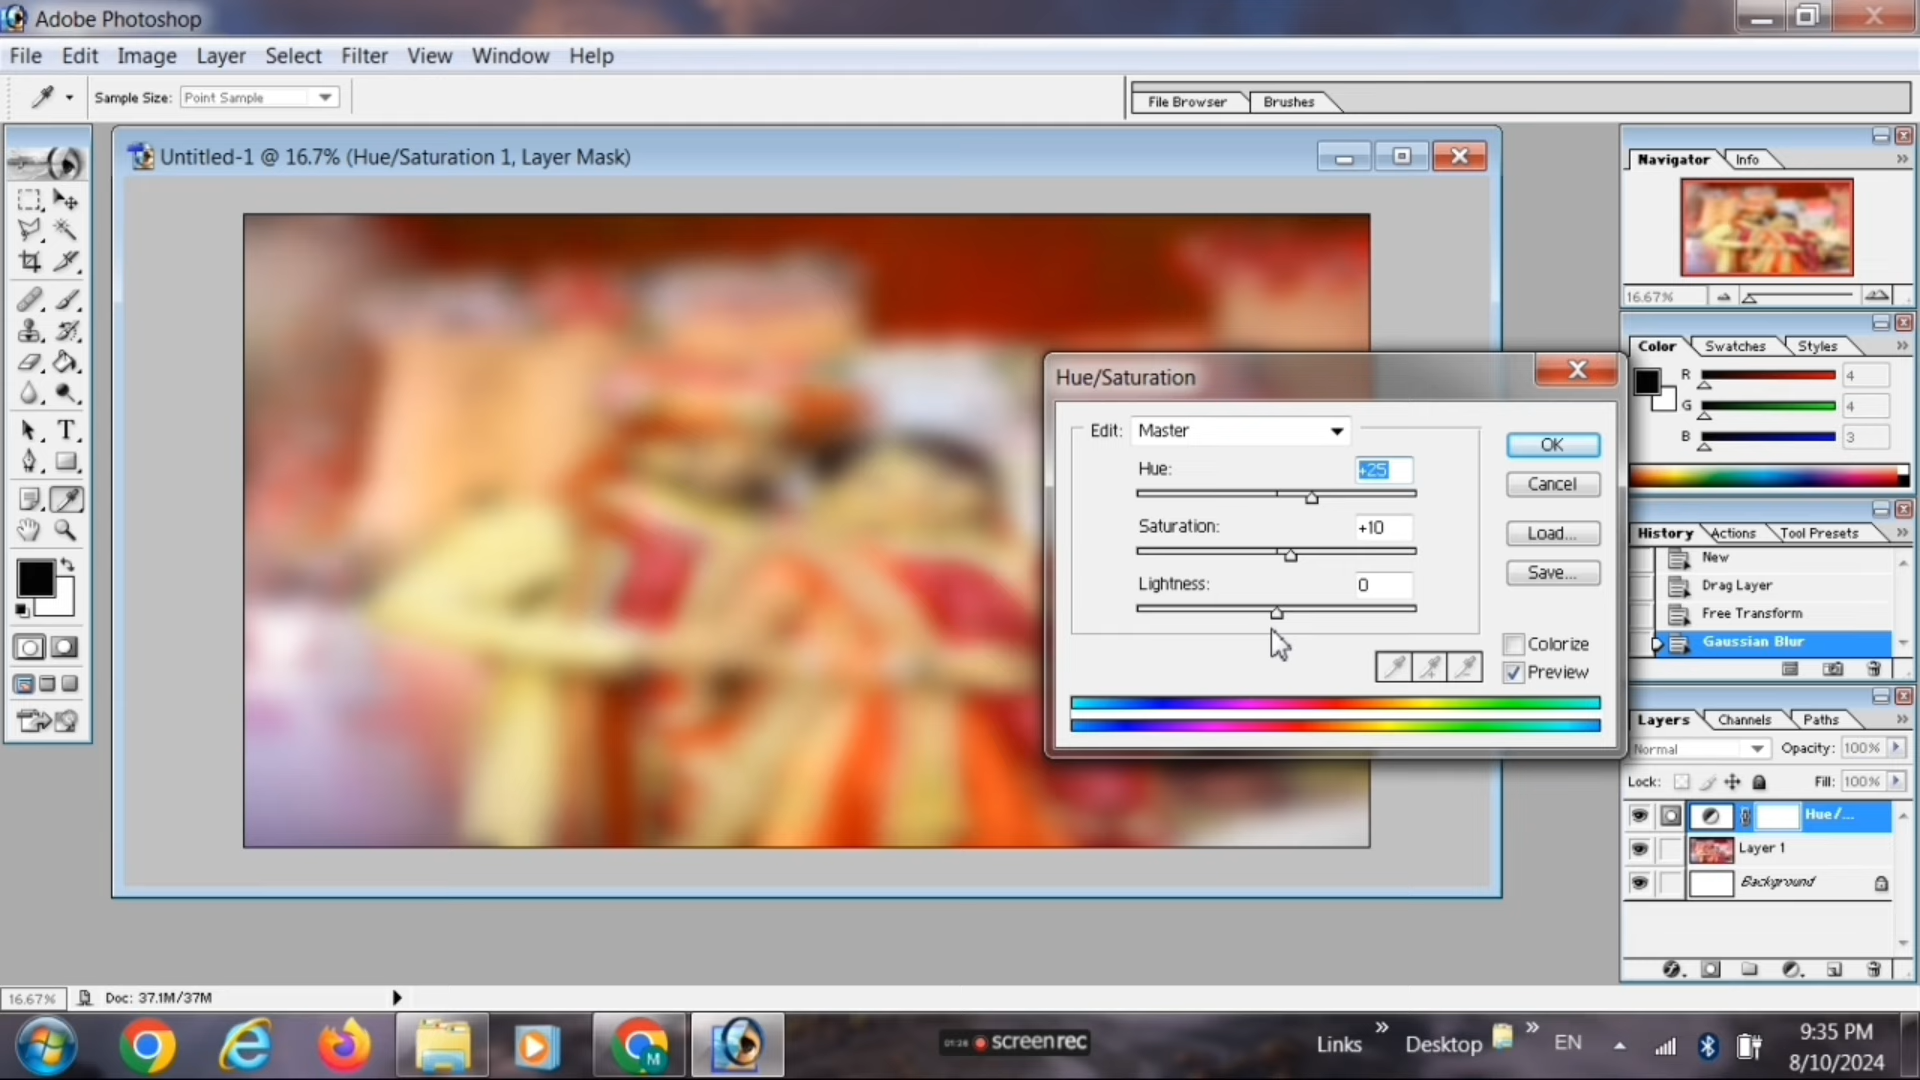 Adobe Photoshop
File Edit Image Layer Select Filter View Window Help
Sample Size: Point Sample
File Browser Brushes
Untitled-1 @ 16.7% (Hue/Saturation 1, Layer Mask)
Navigator Info
16.67%
Color Swatches Styles
R 4
G 4
B 3
Hue/Saturation
Edit: Master
Hue: +25
Saturation: +10
Lightness: 0
OK
Cancel
Load...
Save...
Colorize
Preview
History Actions Tool Presets
New
Drag Layer
Free Transform
Gaussian Blur
Layers Channels Paths
Normal Opacity: 100%
Lock: Fill: 100%
Hue/...
Layer 1
Background
16.67% Doc: 37.1M/37M
M
01:28 screenrec
Links » Desktop » EN
9:35 PM
8/10/2024